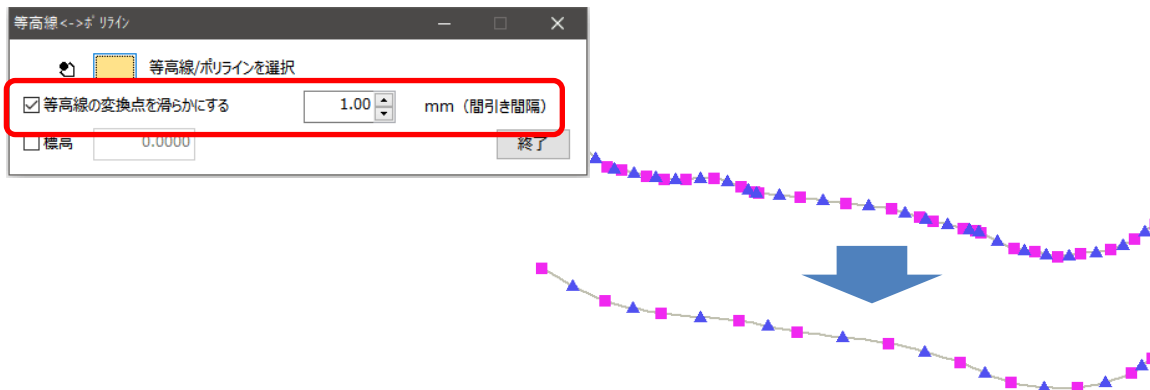 等高線<->ﾎﾟﾘﾗｲﾝ
等高線/ポリラインを選択
等高線の変換点を滑らかにする 1.00 mm（間引き間隔）
標高 0.0000 終了